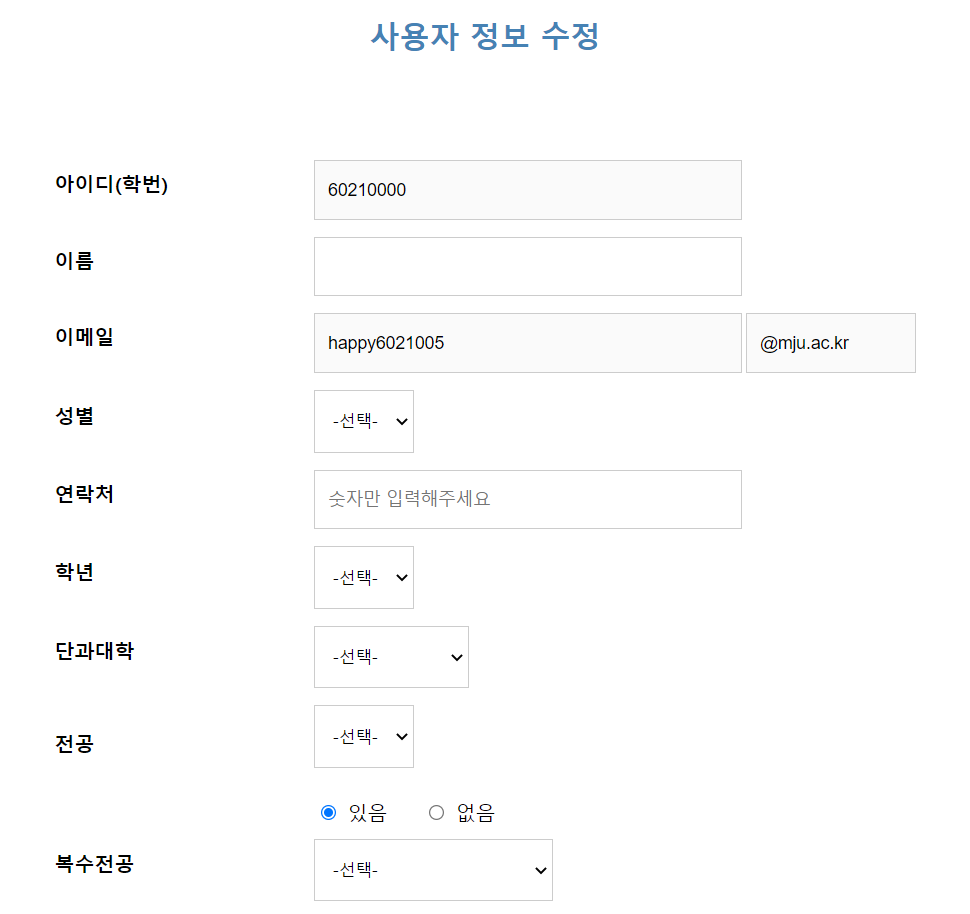 사용자 정보 수정
아이디(학번) 60210000
이름
이메일 happy6021005 @mju.ac.kr
성별 -선택-
연락처 숫자만 입력해주세요
학년 -선택-
단과대학 -선택-
전공 -선택-
있음 없음
복수전공 -선택-